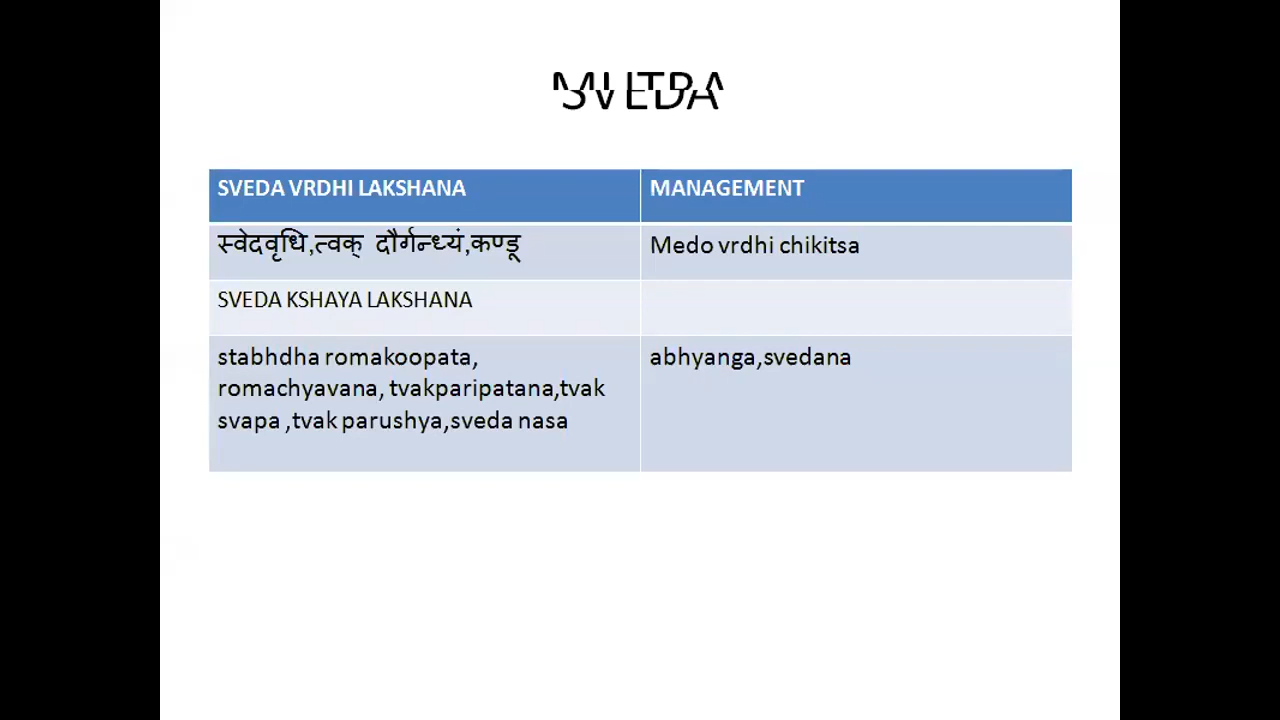 SVEDA
SVEDA VRDHI LAKSHANA
MANAGEMENT
स्वेदवृधि,त्वक् दौर्गन्ध्यं,कण्डू
Medo vrdhi chikitsa
SVEDA KSHAYA LAKSHANA
stabhdha romakoopata,
romachyavana, tvakparipatana,tvak
svapa ,tvak parushya,sveda nasa
abhyanga,svedana